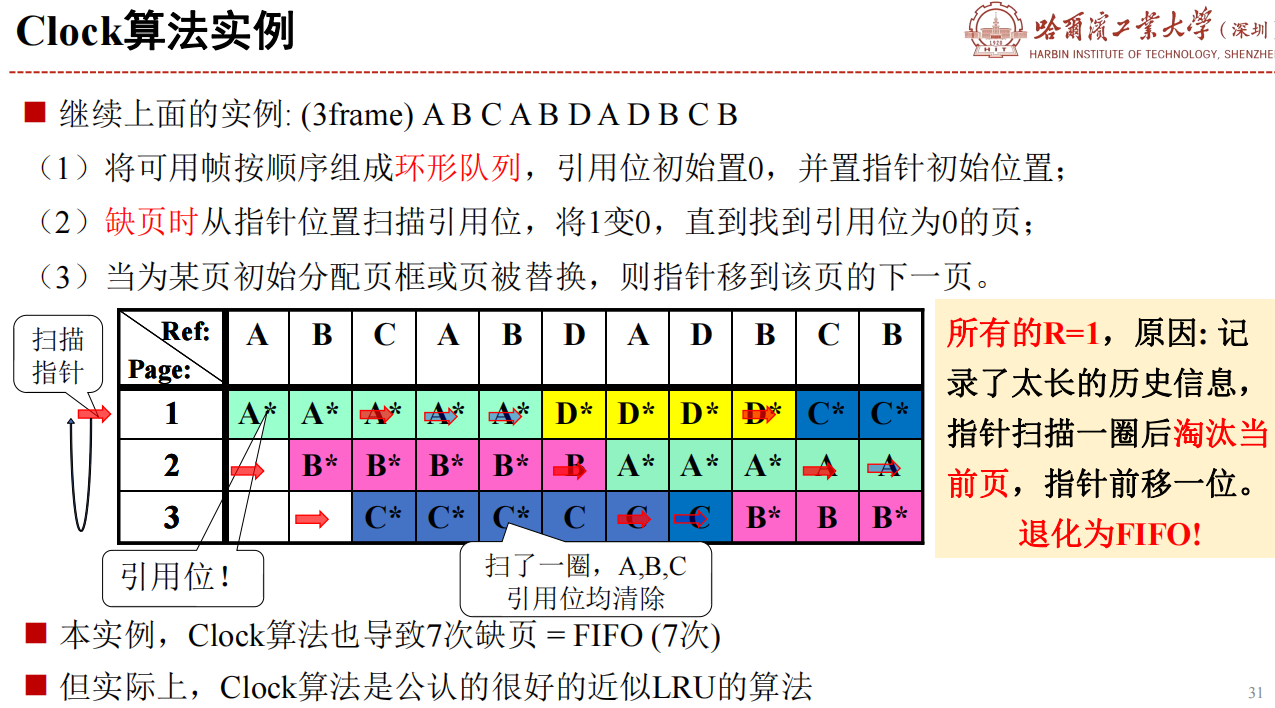 Clock算法实例
哈爾濱工業大學(深圳
HARBIN INSTITUTE OF TECHNOLOGY, SHENZHE
继续上面的实例: (3frame) A B C A B D A D B C B
（1）将可用帧按顺序组成环形队列，引用位初始置0，并置指针初始位置；
（2）缺页时从指针位置扫描引用位，将1变0，直到找到引用位为0的页；
（3）当为某页初始分配页框或页被替换，则指针移到该页的下一页。
扫描
指针
Ref:
Page:
A B C A B D A D B C B
1 A* A* A* A* A* D* D* D* D* C* C*
2 B* B* B* B* B A* A* A* A A
3 C* C* C* C C C B* B B*
引用位！
扫了一圈，A,B,C
引用位均清除
所有的R=1，原因: 记
录了太长的历史信息，
指针扫描一圈后淘汰当
前页，指针前移一位。
退化为FIFO!
本实例，Clock算法也导致7次缺页 = FIFO (7次)
但实际上，Clock算法是公认的很好的近似LRU的算法
31